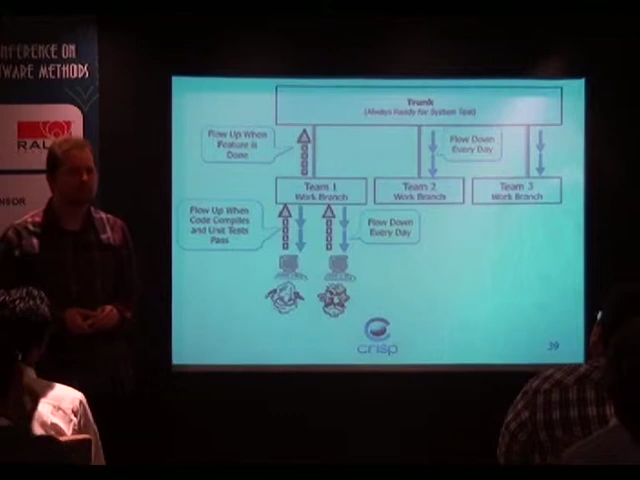 NFERENCE ON
WARE METHODS
RAL
SOR
Trunk
(Always Ready for System Test)
Flow Up When
Feature is
Done
Flow Down
Every Day
Team 1
Work Branch
Team 2
Work Branch
Team 3
Work Branch
Flow Up When
Code Compiles
and Unit Tests
Pass
Flow Down
Every Day
crisp
39